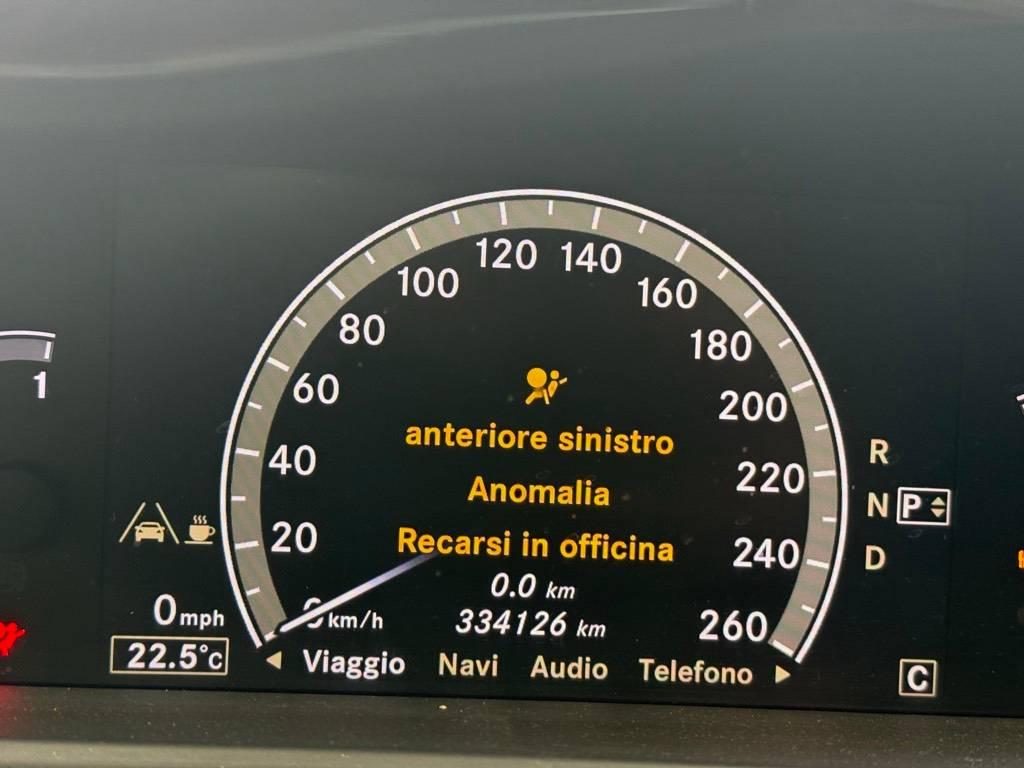 120 140
100 160
80 180
1
60 200
anteriore sinistro
40 220 R
Anomalia N P
20 Recarsi in officina 240 D
0.0 km
0 mph 0 km/h 334126 km 260
22.5°C Viaggio Navi Audio Telefono C